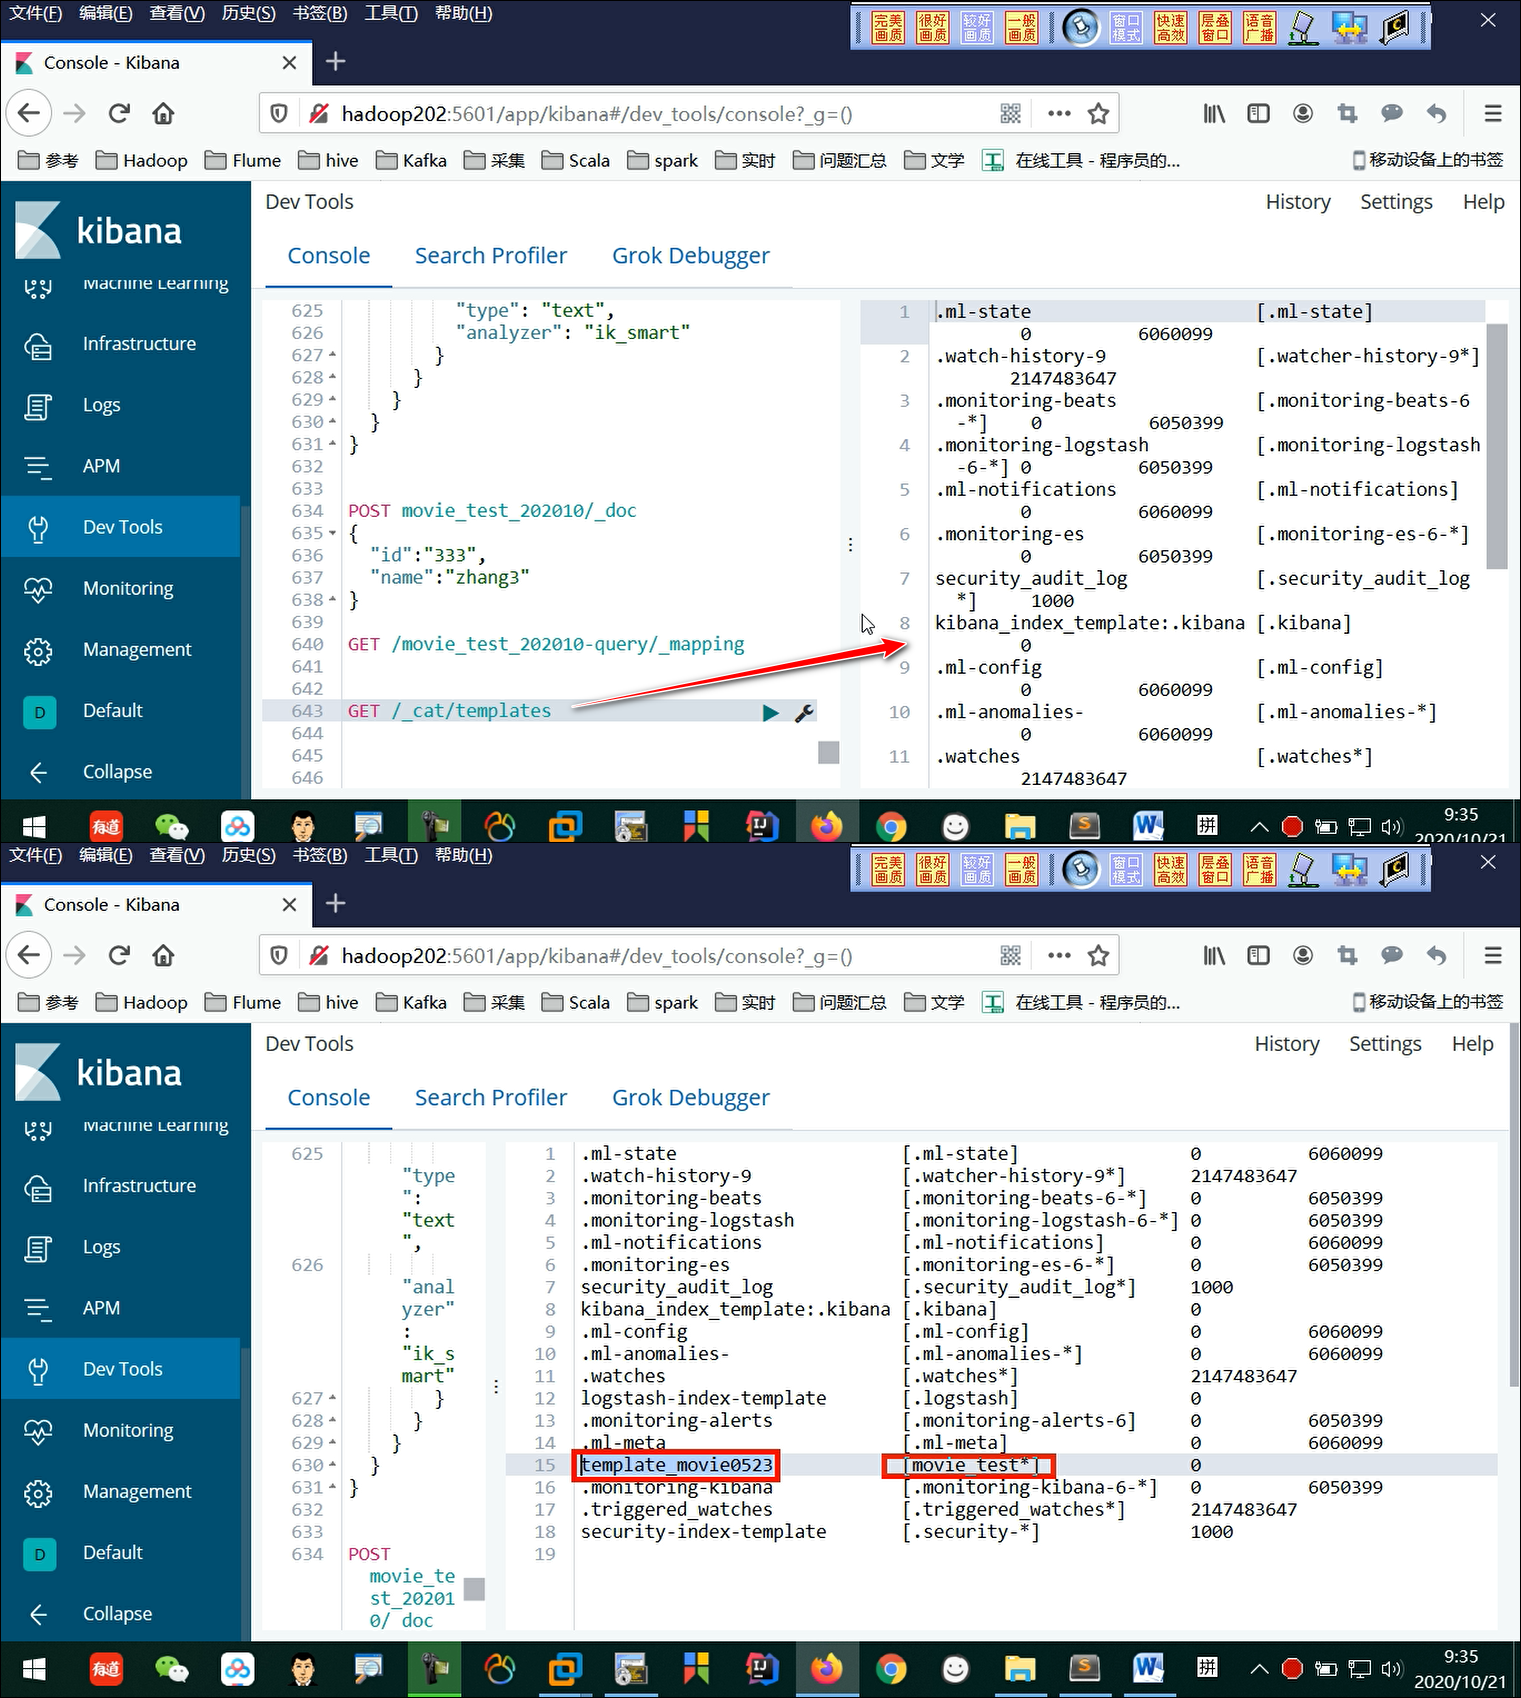 文件(F) 编辑(E) 查看(V) 历史(S) 书签(B) 工具(T) 帮助(H)
完美画质 很好画质 较好画质 一般画质 窗口模式 快速高效 层叠窗口 语音广播
Console - Kibana
hadoop202:5601/app/kibana#/dev_tools/console?_g=()
参考 Hadoop Flume hive Kafka 采集 Scala spark 实时 问题汇总 文学 在线工具 - 程序员的... 移动设备上的书签
kibana
Machine Learning
Infrastructure
Logs
APM
Dev Tools
Monitoring
Management
D Default
Collapse
Dev Tools
History Settings Help
Console Search Profiler Grok Debugger
625 "type": "text",
626 "analyzer": "ik_smart"
627 }
628 }
629 }
630 }
631 }
632
633
634 POST movie_test_202010/_doc
635 {
636 "id":"333",
637 "name":"zhang3"
638 }
639
640 GET /movie_test_202010-query/_mapping
641
642
643 GET /_cat/templates
644
645
646
1 .ml-state [.ml-state]
0 6060099
2 .watch-history-9 [.watcher-history-9*]
2147483647
3 .monitoring-beats [.monitoring-beats-6
-*] 0 6050399
4 .monitoring-logstash [.monitoring-logstash
-6-*] 0 6050399
5 .ml-notifications [.ml-notifications]
0 6060099
6 .monitoring-es [.monitoring-es-6-*]
0 6050399
7 security_audit_log [.security_audit_log
*] 1000
8 kibana_index_template:.kibana [.kibana]
0
9 .ml-config [.ml-config]
0 6060099
10 .ml-anomalies- [.ml-anomalies-*]
0 6060099
11 .watches [.watches*]
2147483647
有道 拼 9:35
2020/10/21
文件(F) 编辑(E) 查看(V) 历史(S) 书签(B) 工具(T) 帮助(H)
完美画质 很好画质 较好画质 一般画质 窗口模式 快速高效 层叠窗口 语音广播
Console - Kibana
hadoop202:5601/app/kibana#/dev_tools/console?_g=()
参考 Hadoop Flume hive Kafka 采集 Scala spark 实时 问题汇总 文学 在线工具 - 程序员的... 移动设备上的书签
kibana
Machine Learning
Infrastructure
Logs
APM
Dev Tools
Monitoring
Management
D Default
Collapse
Dev Tools
History Settings Help
Console Search Profiler Grok Debugger
625
"type
":
"text
",
626
"anal
yzer"
:
"ik_s
mart"
627 }
628 }
629 }
630 }
631 }
632
633
634 POST
movie_te
st_20201
0/_doc
1 .ml-state [.ml-state] 0 6060099
2 .watch-history-9 [.watcher-history-9*] 2147483647
3 .monitoring-beats [.monitoring-beats-6-*] 0 6050399
4 .monitoring-logstash [.monitoring-logstash-6-*] 0 6050399
5 .ml-notifications [.ml-notifications] 0 6060099
6 .monitoring-es [.monitoring-es-6-*] 0 6050399
7 security_audit_log [.security_audit_log*] 1000
8 kibana_index_template:.kibana [.kibana] 0
9 .ml-config [.ml-config] 0 6060099
10 .ml-anomalies- [.ml-anomalies-*] 0 6060099
11 .watches [.watches*] 2147483647
12 logstash-index-template [.logstash] 0
13 .monitoring-alerts [.monitoring-alerts-6] 0 6050399
14 .ml-meta [.ml-meta] 0 6060099
15 template_movie0523 [movie_test*] 0
16 .monitoring-kibana [.monitoring-kibana-6-*] 0 6050399
17 .triggered_watches [.triggered_watches*] 2147483647
18 security-index-template [.security-*] 1000
19
有道 拼 9:35
2020/10/21